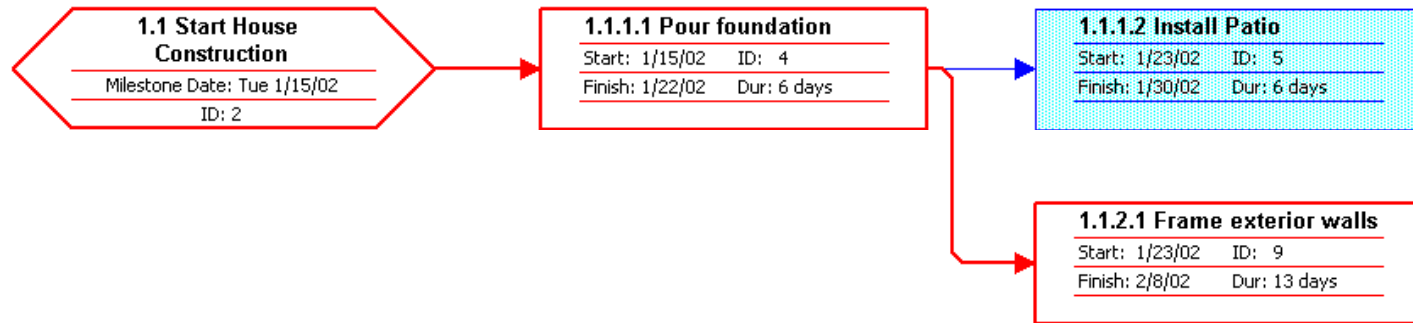 1.1 Start House
Construction
Milestone Date: Tue 1/15/02
ID: 2
1.1.1.1 Pour foundation
Start: 1/15/02 ID: 4
Finish: 1/22/02 Dur: 6 days
1.1.1.2 Install Patio
Start: 1/23/02 ID: 5
Finish: 1/30/02 Dur: 6 days
1.1.2.1 Frame exterior walls
Start: 1/23/02 ID: 9
Finish: 2/8/02 Dur: 13 days